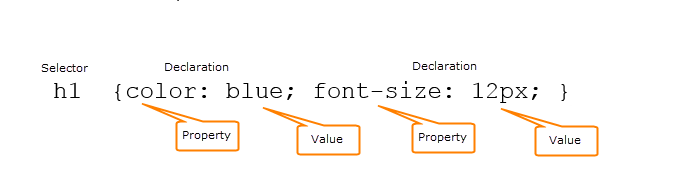 Selector Declaration Declaration
h1 {color: blue; font-size: 12px; }
Property Value Property Value